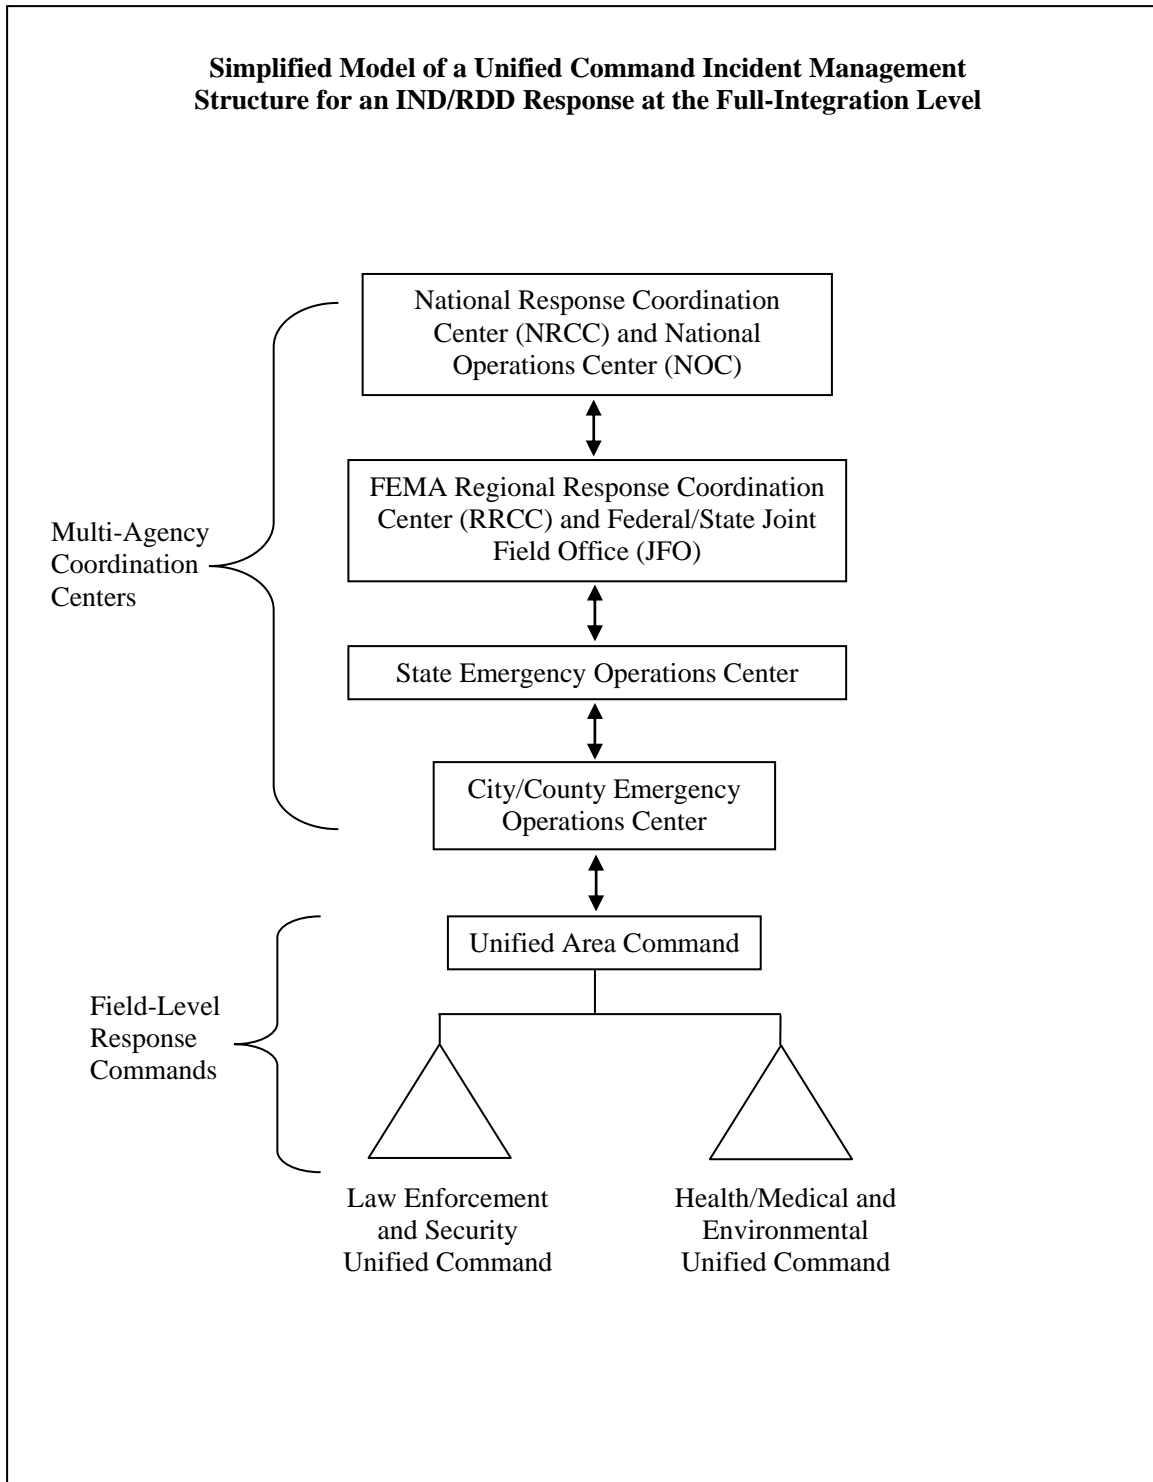 Simplified Model of a Unified Command Incident Management
Structure for an IND/RDD Response at the Full-Integration Level
National Response Coordination
Center (NRCC) and National
Operations Center (NOC)
FEMA Regional Response Coordination
Center (RRCC) and Federal/State Joint
Field Office (JFO)
Multi-Agency
Coordination
Centers
State Emergency Operations Center
City/County Emergency
Operations Center
Unified Area Command
Field-Level
Response
Commands
Law Enforcement
and Security
Unified Command
Health/Medical and
Environmental
Unified Command